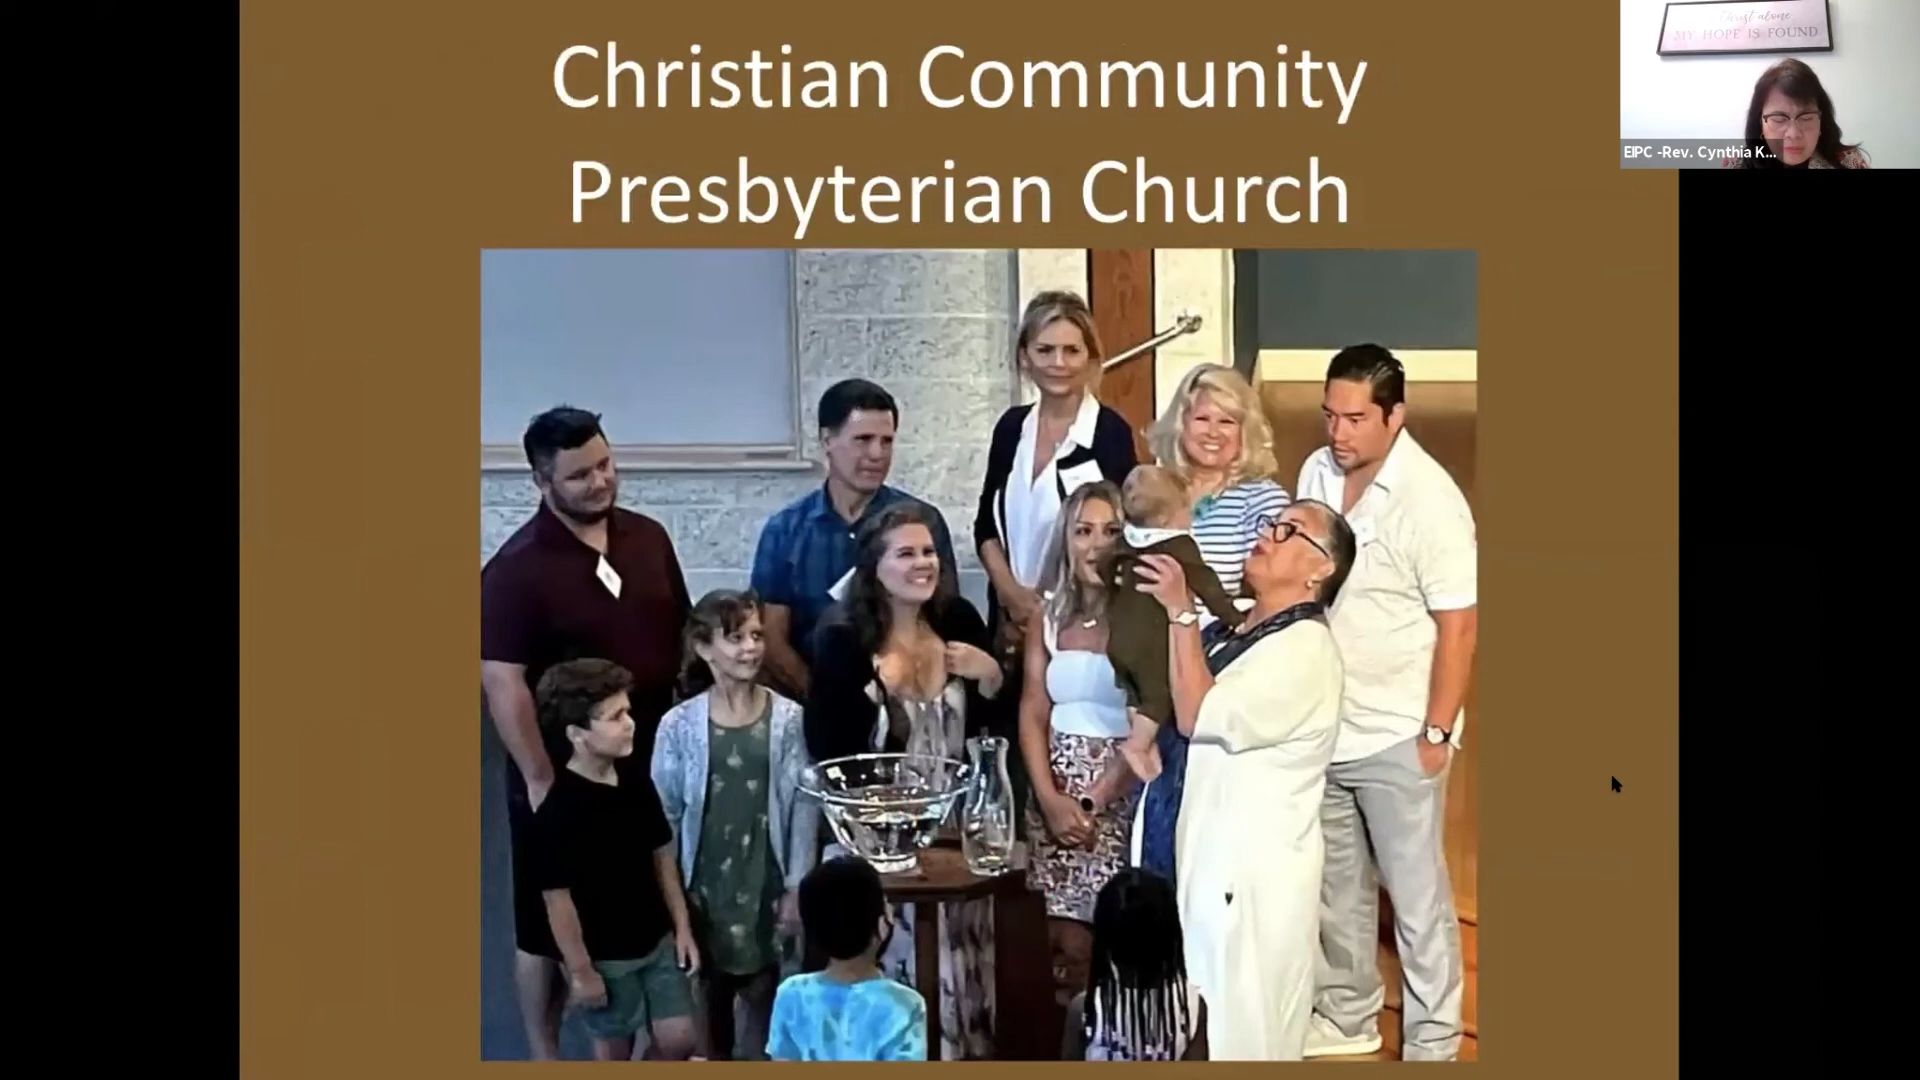 Christian Community
Presbyterian Church
Christ alone
MY HOPE IS FOUND
EIPC -Rev. Cynthia K...